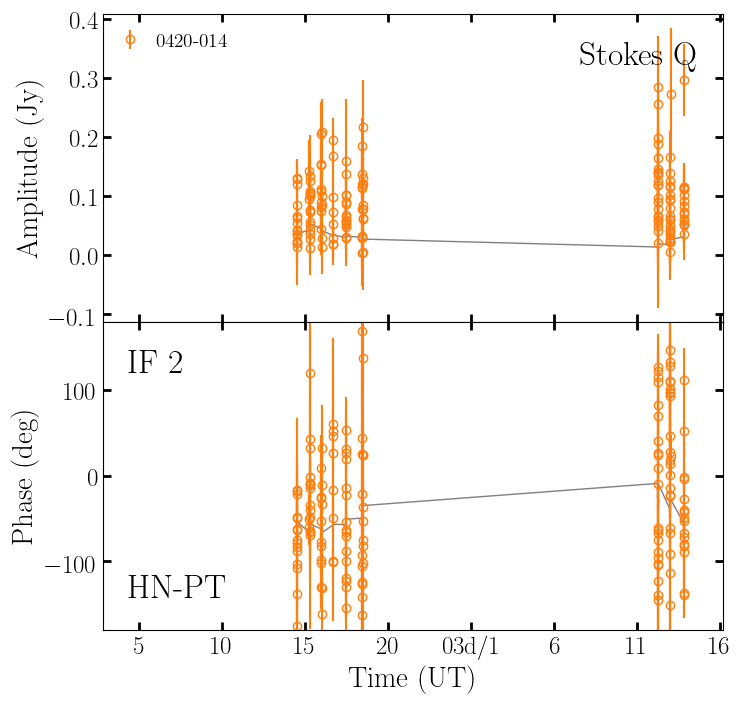 0.4
0420-014
Stokes Q
0.3
0.2
0.1
0.0
−0.1
Amplitude (Jy)
IF 2
100
0
−100
Phase (deg)
HN-PT
5 10 15 20 03d/1 6 11 16
Time (UT)